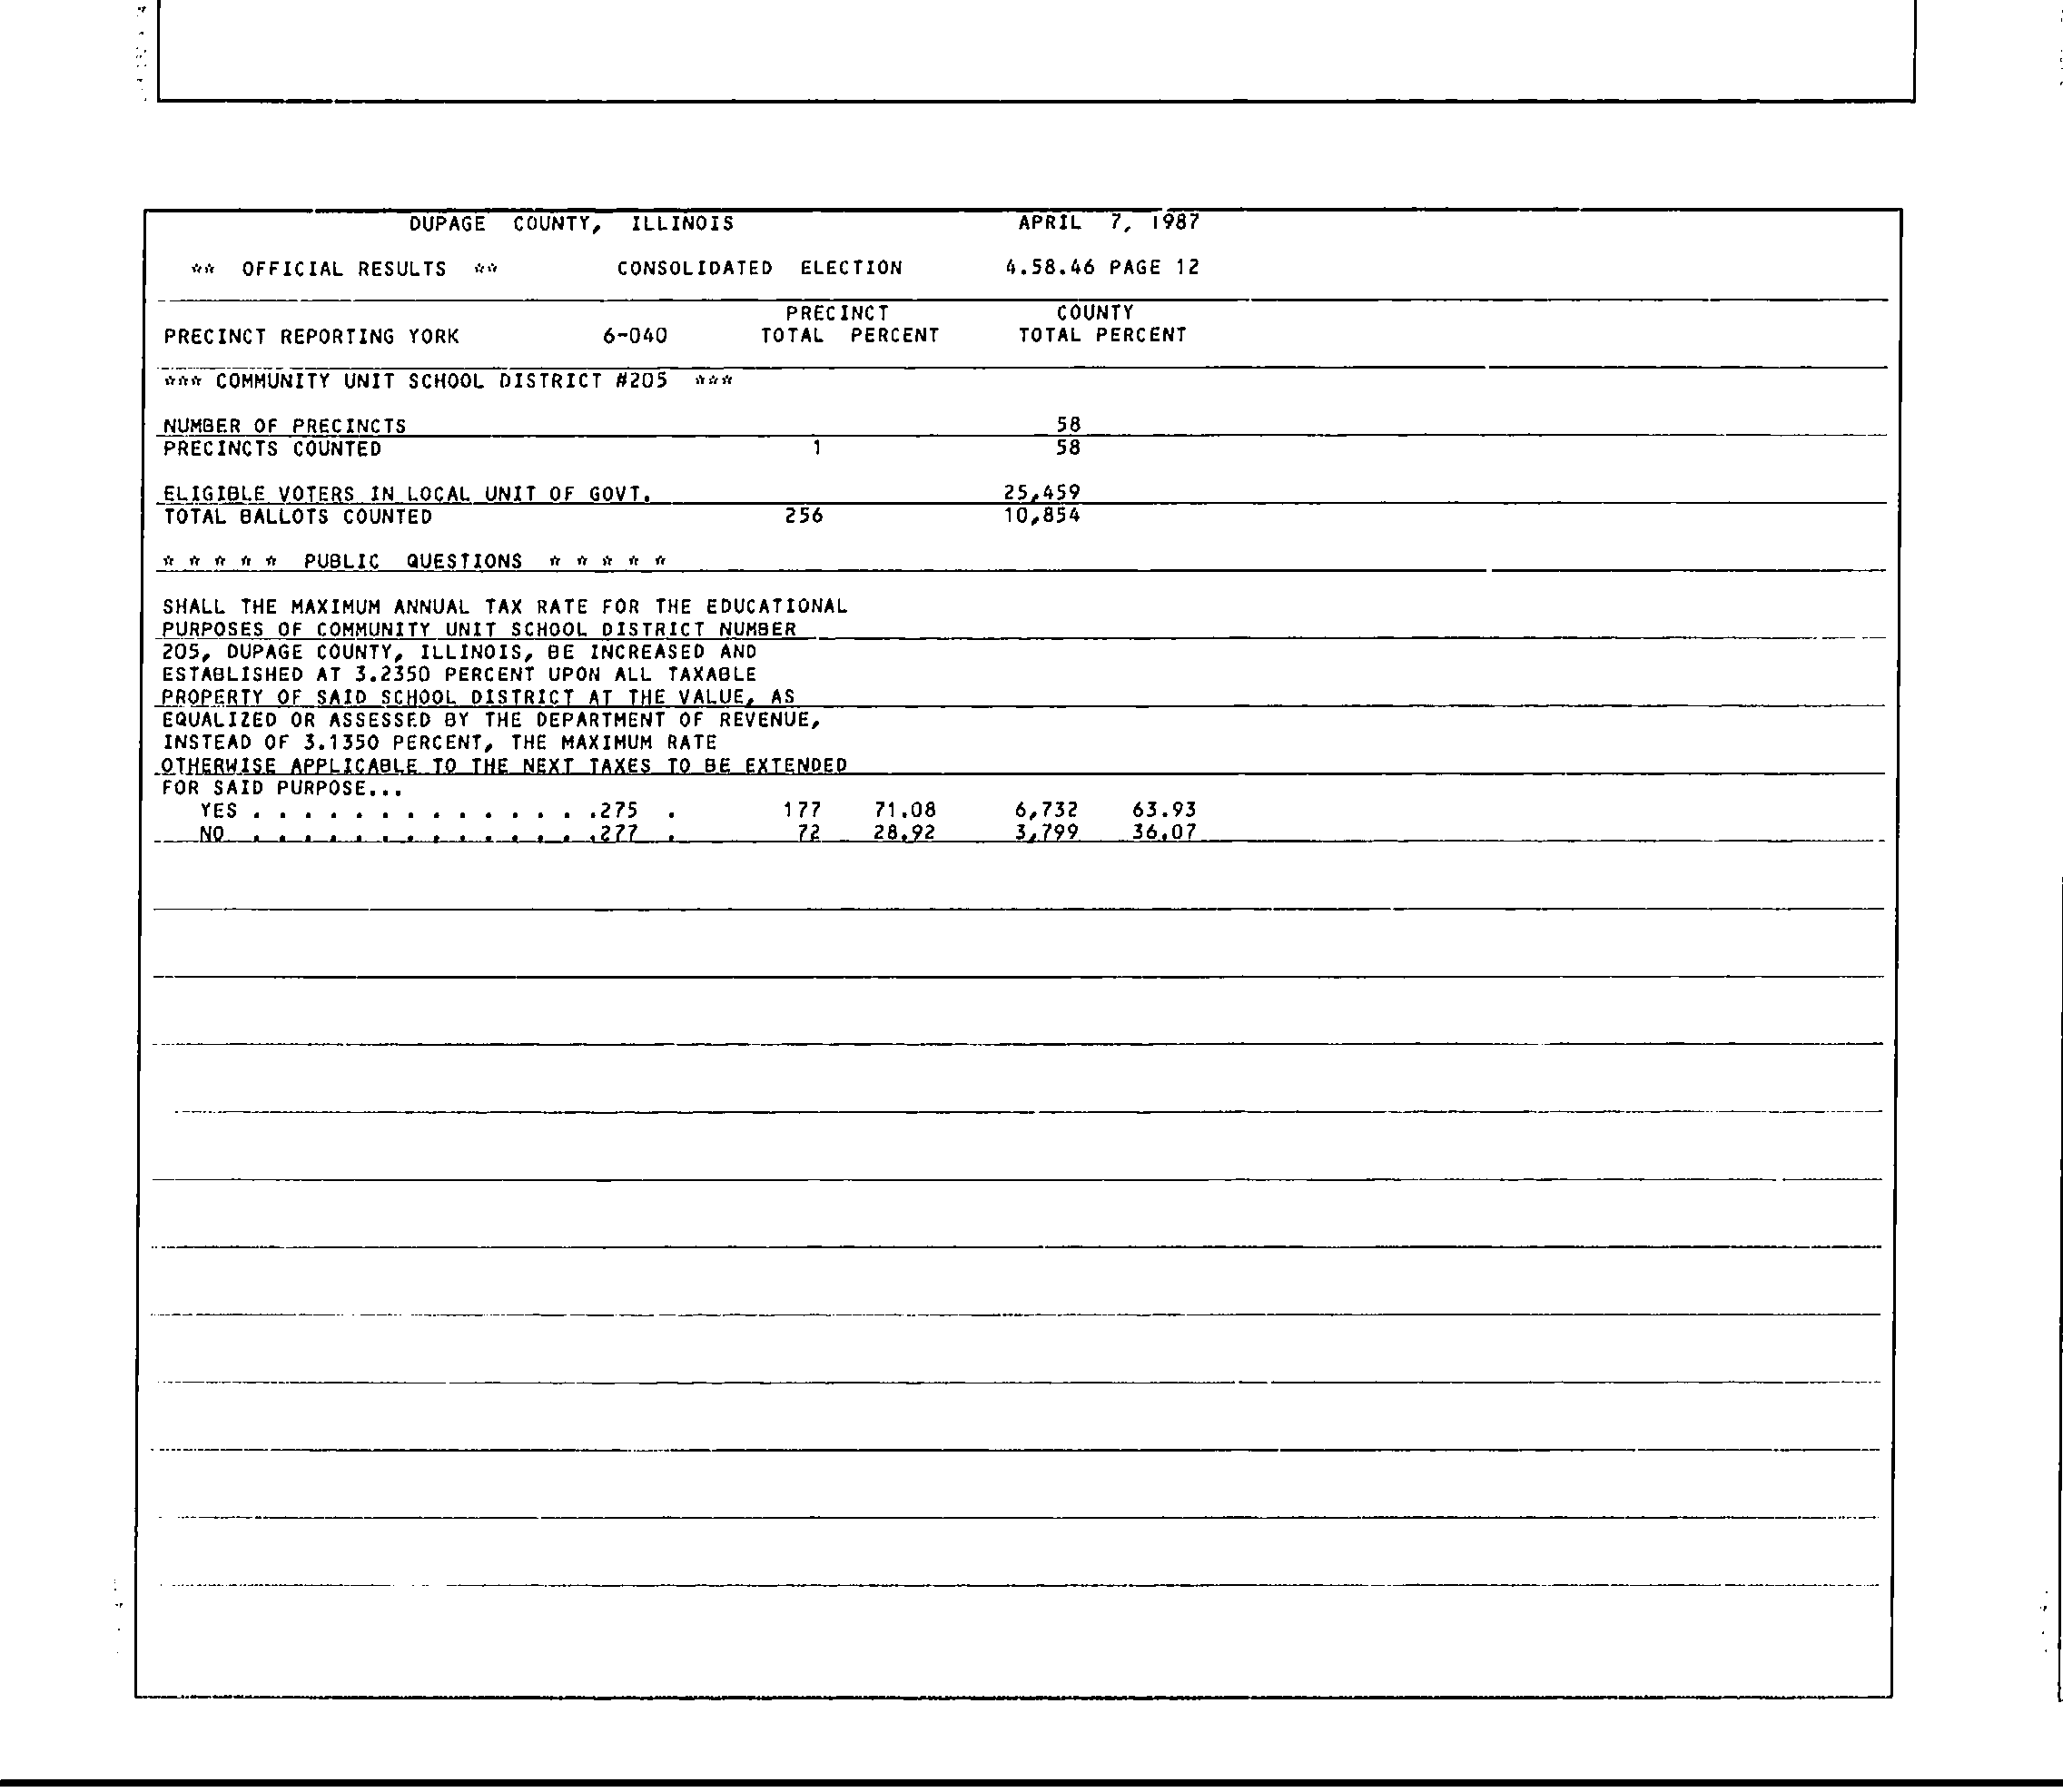 DUPAGE COUNTY, ILLINOIS APRIL 7, 1987
** OFFICIAL RESULTS ** CONSOLIDATED ELECTION 4.58.46 PAGE 12
PRECINCT COUNTY
PRECINCT REPORTING YORK 6-040 TOTAL PERCENT TOTAL PERCENT
*** COMMUNITY UNIT SCHOOL DISTRICT #205 ***
NUMBER OF PRECINCTS 58
PRECINCTS COUNTED 1 58
ELIGIBLE VOTERS IN LOCAL UNIT OF GOVT. 25,459
TOTAL BALLOTS COUNTED 256 10,854
* * * * * PUBLIC QUESTIONS * * * * *
SHALL THE MAXIMUM ANNUAL TAX RATE FOR THE EDUCATIONAL
PURPOSES OF COMMUNITY UNIT SCHOOL DISTRICT NUMBER
205, DUPAGE COUNTY, ILLINOIS, BE INCREASED AND
ESTABLISHED AT 3.2350 PERCENT UPON ALL TAXABLE
PROPERTY OF SAID SCHOOL DISTRICT AT THE VALUE, AS
EQUALIZED OR ASSESSED BY THE DEPARTMENT OF REVENUE,
INSTEAD OF 3.1350 PERCENT, THE MAXIMUM RATE
OTHERWISE APPLICABLE TO THE NEXT TAXES TO BE EXTENDED
FOR SAID PURPOSE...
YES . . . . . . . . . . . . . .275 . 177 71.08 6,732 63.93
NO . . . . . . . . . . . . . .277 . 72 28.92 3,799 36.07